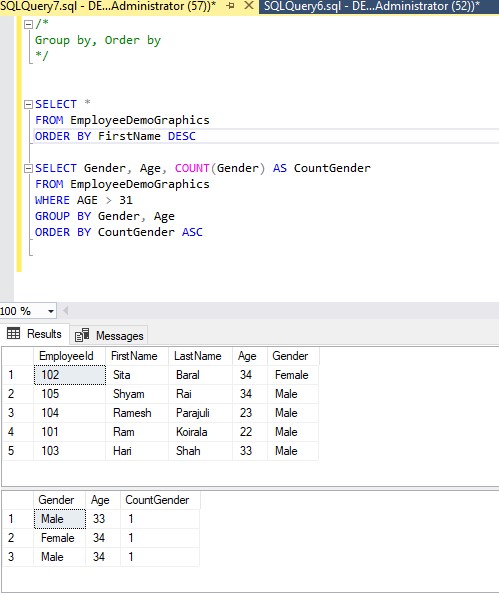 SQLQuery7.sql - DE...Administrator (57))* SQLQuery6.sql - DE...Administrator (52))*
/*
Group by, Order by
*/
SELECT *
FROM EmployeeDemoGraphics
ORDER BY FirstName DESC
SELECT Gender, Age, COUNT(Gender) AS CountGender
FROM EmployeeDemoGraphics
WHERE AGE > 31
GROUP BY Gender, Age
ORDER BY CountGender ASC
100 %
Results Messages
EmployeeId FirstName LastName Age Gender
1 102 Sita Baral 34 Female
2 105 Shyam Rai 34 Male
3 104 Ramesh Parajuli 23 Male
4 101 Ram Koirala 22 Male
5 103 Hari Shah 33 Male
Gender Age CountGender
1 Male 33 1
2 Female 34 1
3 Male 34 1